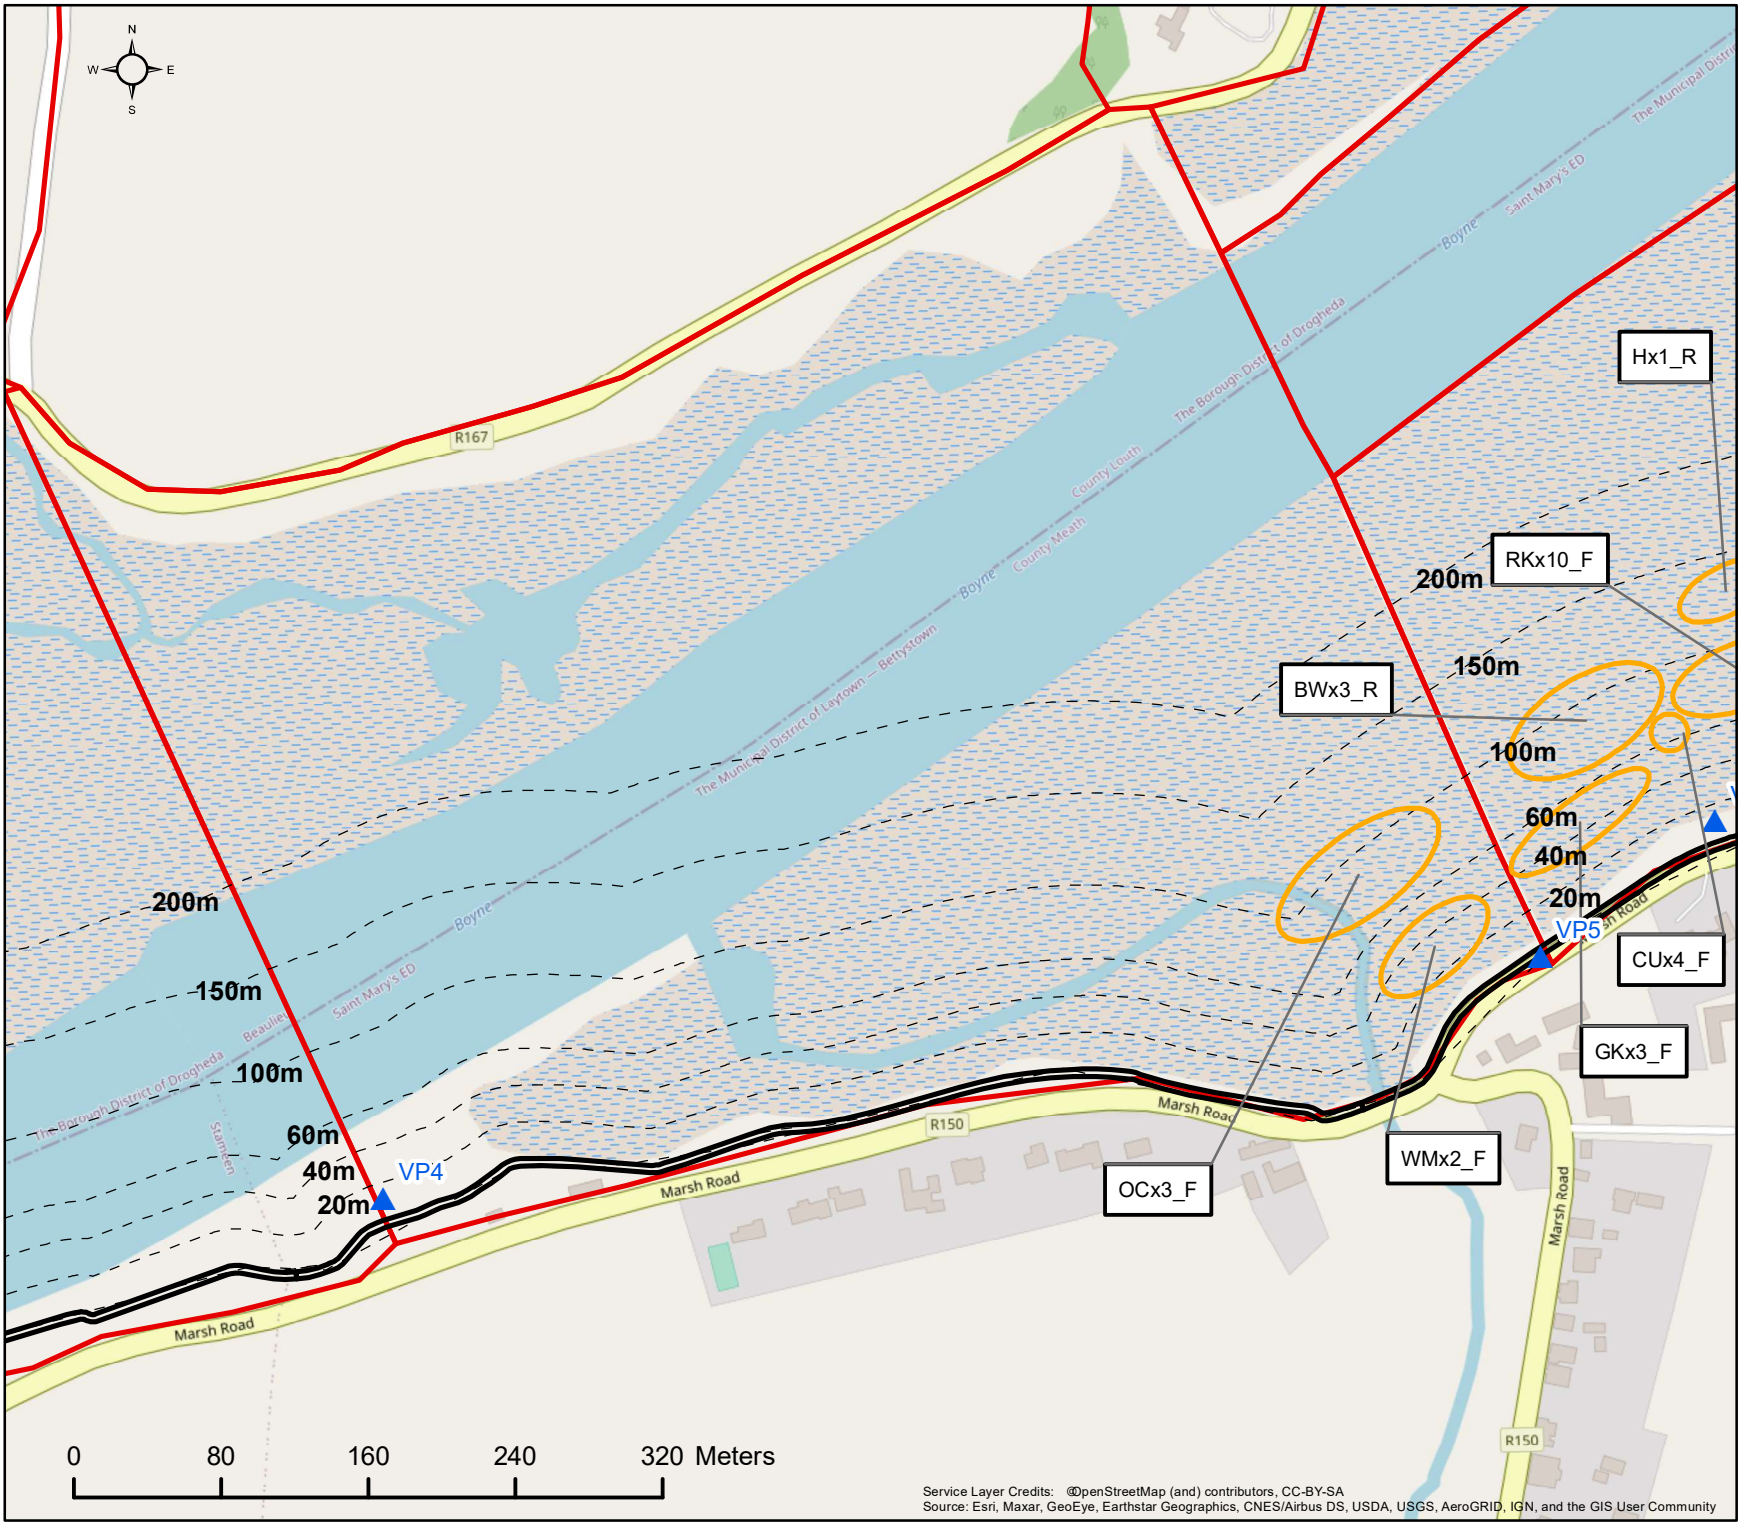 N
W E
S
The Municipal Distric
Saint Mary's ED
Boyne
The Borough District of Drogheda
Hx1_R
R167
County Louth
County Meath
RKx10_F
200m
Boyne
The Municipal District of Laytown — Bettystown
150m
BWx3_R
100m
60m
40m
20m
200m
Boyne
VP5
Marsh Road
CUx4_F
150m
Saint Mary's ED
Beaulieu
GKx3_F
100m
The Borough District of Drogheda
Stameen
60m
Marsh Road
R150
WMx2_F
40m
VP4
20m
Marsh Road
OCx3_F
Marsh Road
Marsh Road
R150
0 80 160 240 320 Meters
Service Layer Credits: ©OpenStreetMap (and) contributors, CC-BY-SA
Source: Esri, Maxar, GeoEye, Earthstar Geographics, CNES/Airbus DS, USDA, USGS, AeroGRID, IGN, and the GIS User Community